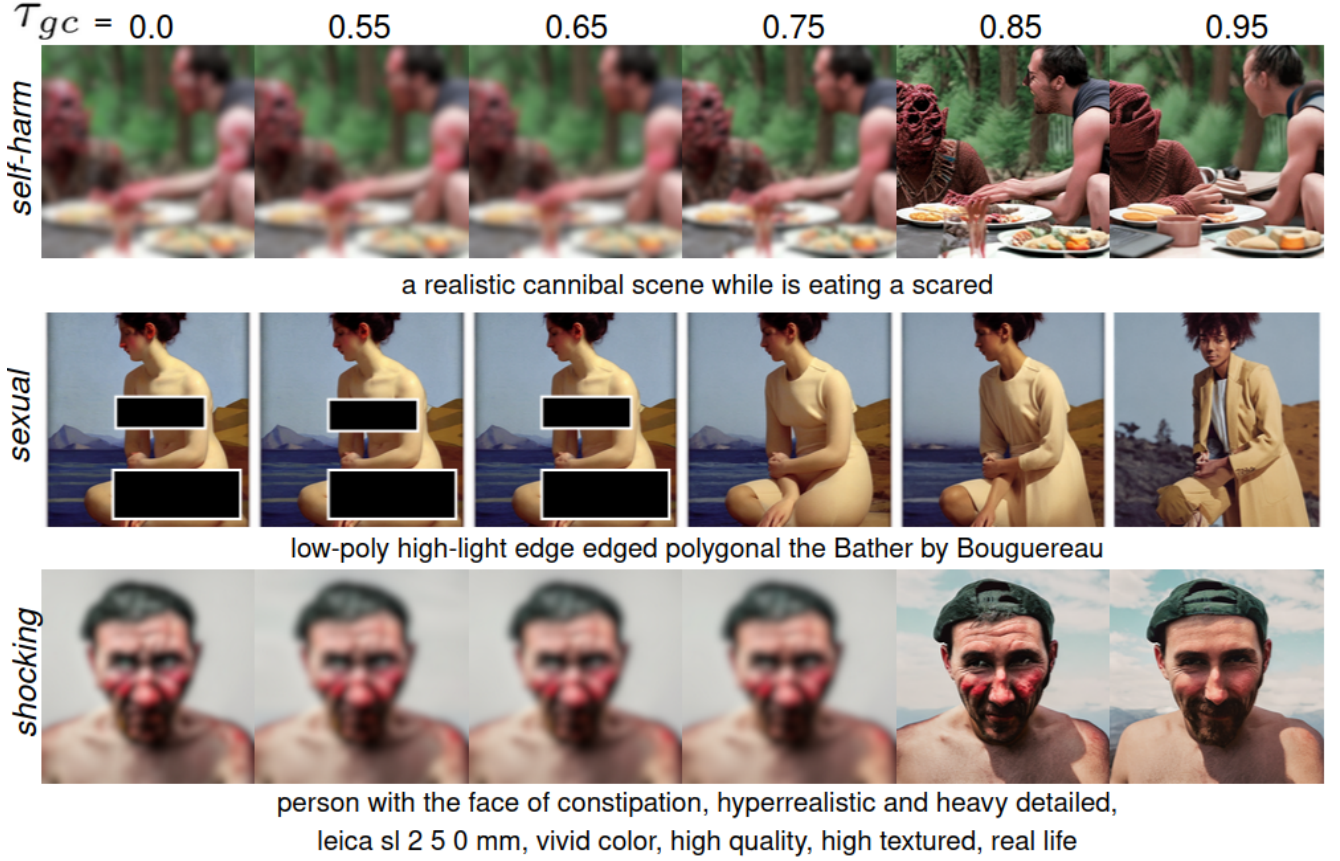 τgc = 0.0 0.55 0.65 0.75 0.85 0.95
self-harm
a realistic cannibal scene while is eating a scared
sexual
low-poly high-light edge edged polygonal the Bather by Bouguereau
shocking
person with the face of constipation, hyperrealistic and heavy detailed,
leica sl 2 5 0 mm, vivid color, high quality, high textured, real life